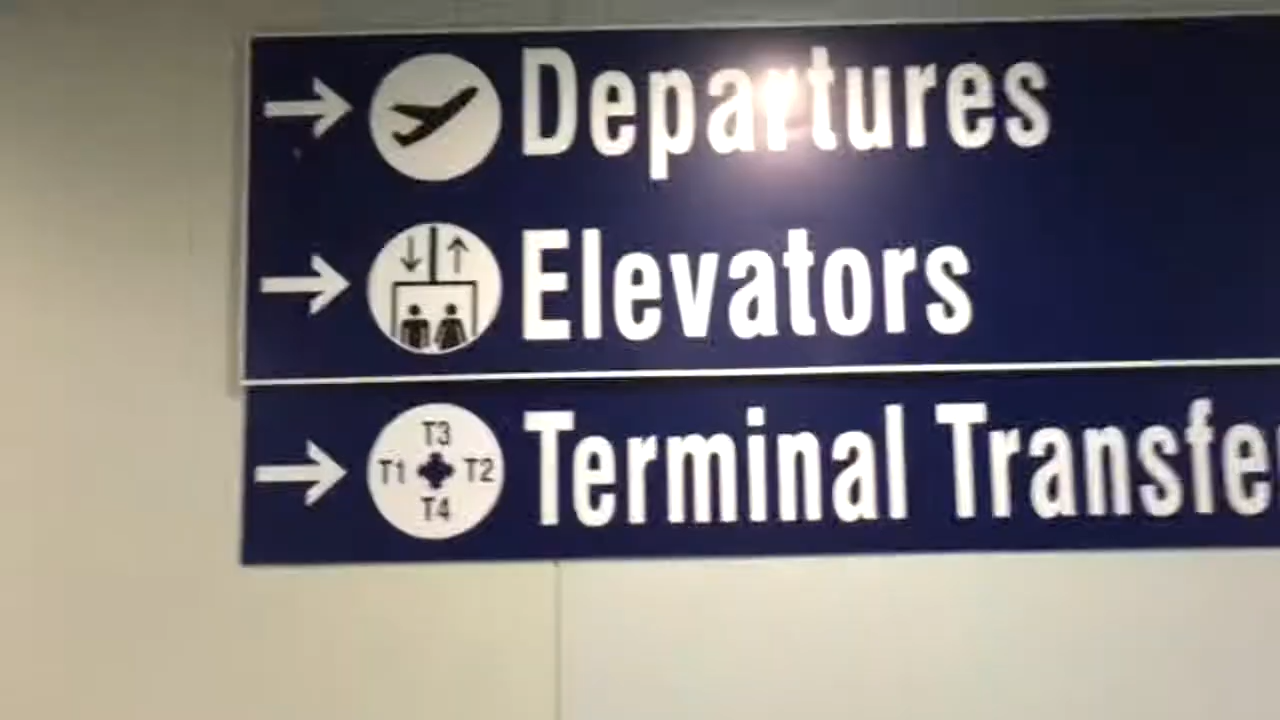 Departures
Elevators
T3
T1 T2
T4
Terminal Transfe